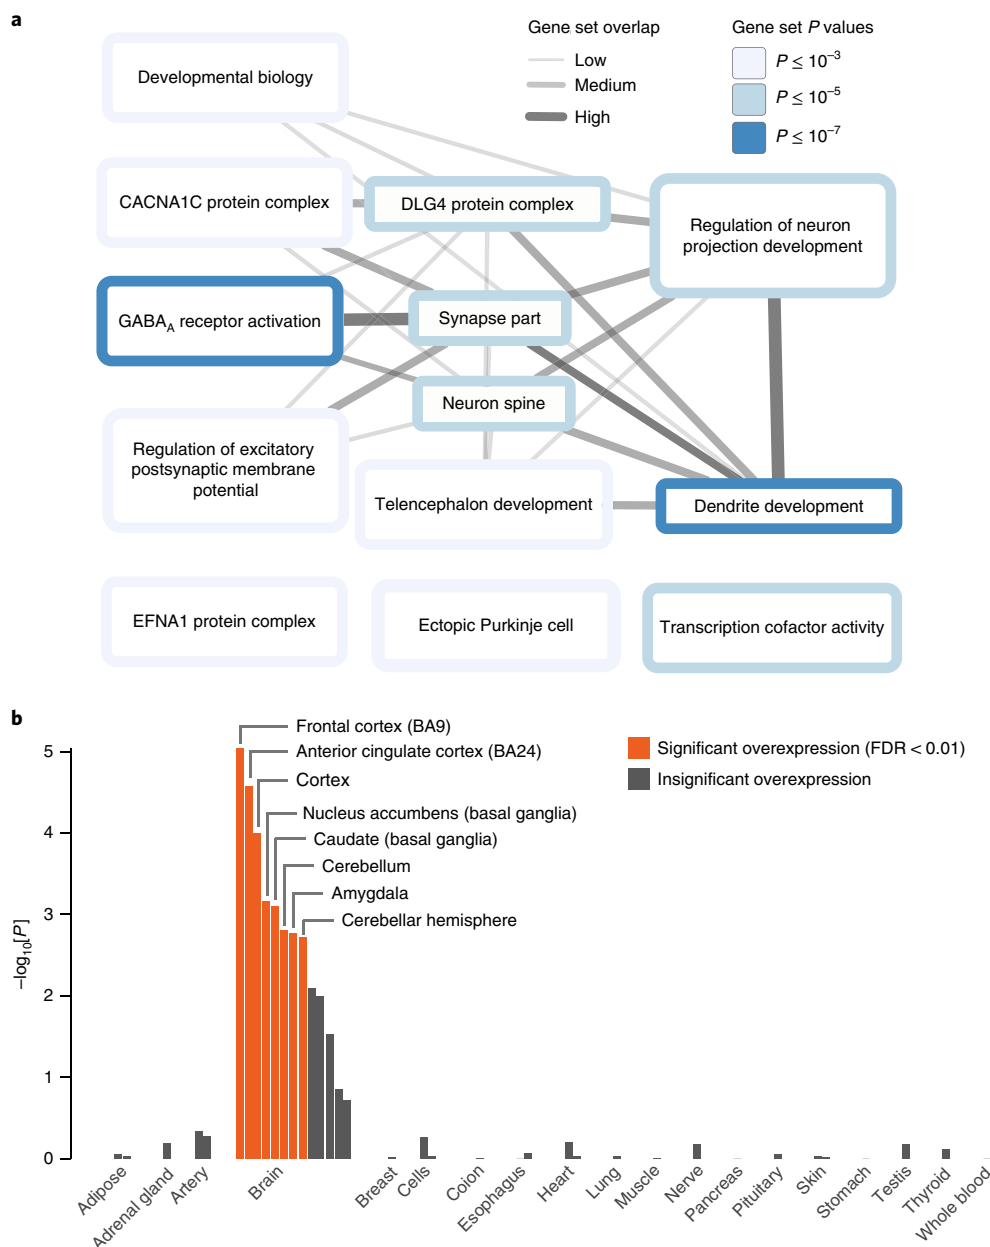 a
Gene set overlap
Low
Medium
High
Gene set P values
P ≤ 10⁻³
P ≤ 10⁻⁵
P ≤ 10⁻⁷
Developmental biology
CACNA1C protein complex
DLG4 protein complex
Regulation of neuron
projection development
GABA_A receptor activation
Synapse part
Neuron spine
Regulation of excitatory
postsynaptic membrane
potential
Telencephalon development
Dendrite development
EFNA1 protein complex
Ectopic Purkinje cell
Transcription cofactor activity
b
Frontal cortex (BA9)
Anterior cingulate cortex (BA24)
Cortex
Nucleus accumbens (basal ganglia)
Caudate (basal ganglia)
Cerebellum
Amygdala
Cerebellar hemisphere
Significant overexpression (FDR < 0.01)
Insignificant overexpression
–log₁₀[P]
5
4
3
2
1
0
Adipose
Adrenal gland
Artery
Brain
Breast
Cells
Colon
Esophagus
Heart
Lung
Muscle
Nerve
Pancreas
Pituitary
Skin
Stomach
Testis
Thyroid
Whole blood